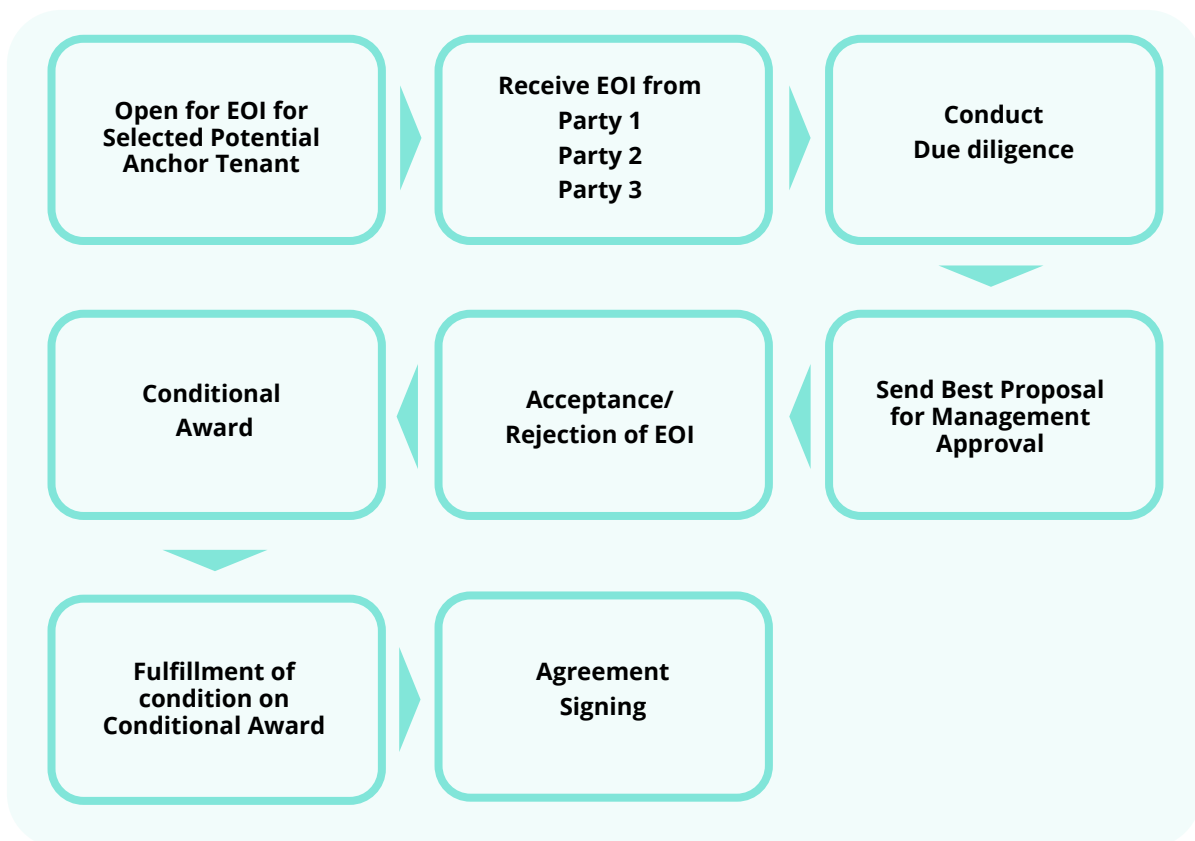 Open for EOI for
Selected Potential
Anchor Tenant
Receive EOI from
Party 1
Party 2
Party 3
Conduct
Due diligence
Send Best Proposal
for Management
Approval
Acceptance/
Rejection of EOI
Conditional
Award
Fulfillment of
condition on
Conditional Award
Agreement
Signing